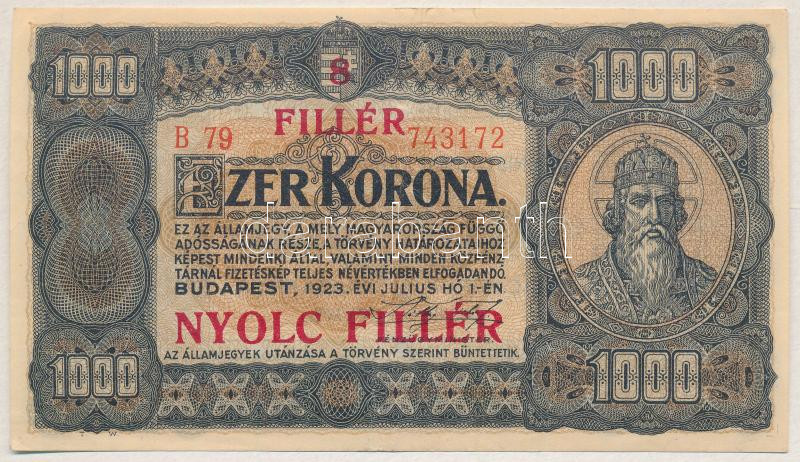 1000 1000
8
FILLÉR
B 79 743172
EZER KORONA.
EZ AZ ÁLLAMJEGY, A MELY MAGYARORSZÁG FÜGGŐ
ADÓSSÁGÁNAK RÉSZE, A TÖRVÉNY HATÁROZATAIHOZ
KÉPEST MINDENKI ÁLTAL, VALAMINT MINDEN KÖZPÉNZ-
TÁRNÁL FIZETÉSKÉP TELJES NÉVÉRTÉKBEN ELFOGADANDÓ.
BUDAPEST, 1923. ÉVI JULIUS HÓ 1.-ÉN.
NYOLC FILLÉR
PÉNZÜGYMINISTER.
AZ ÁLLAMJEGYEK UTÁNZÁSA A TÖRVÉNY SZERINT BÜNTETTETIK.
1000 1000
darabanth